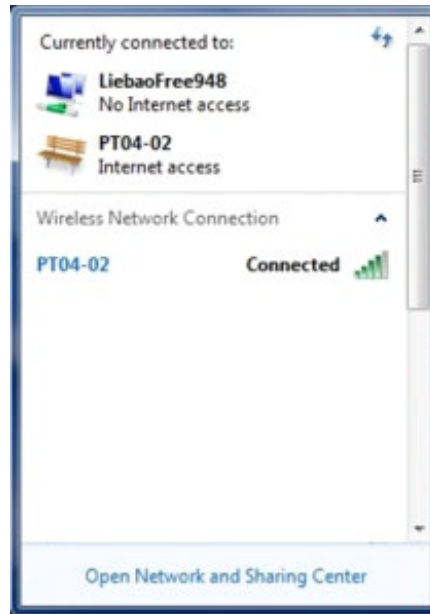 Currently connected to:
LiebaoFree948
No Internet access
PT04-02
Internet access
Wireless Network Connection
PT04-02 Connected
Open Network and Sharing Center